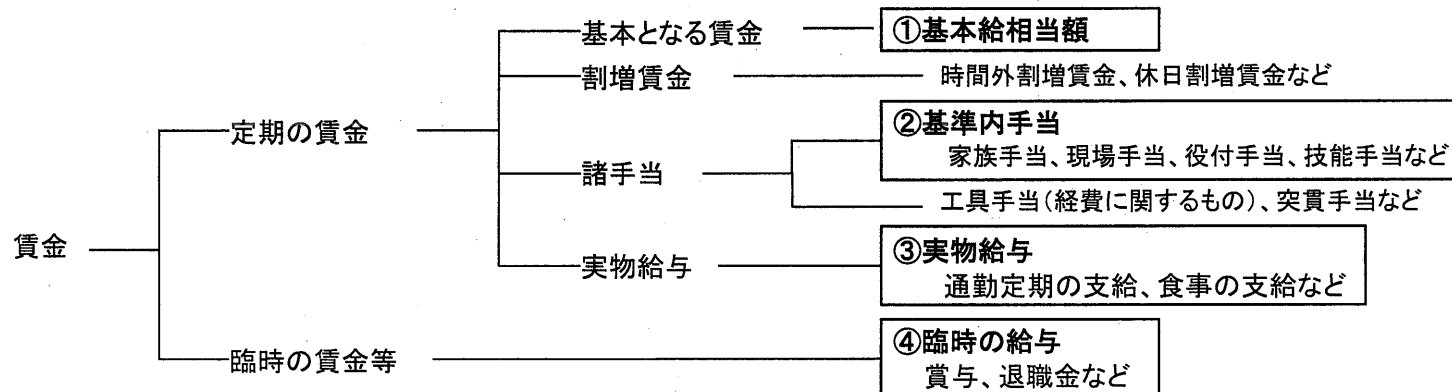 基本となる賃金
①基本給相当額
割増賃金
時間外割増賃金、休日割増賃金など
定期の賃金
②基準内手当
家族手当、現場手当、役付手当、技能手当など
諸手当
工具手当(経費に関するもの)、突貫手当など
賃金
実物給与
③実物給与
通勤定期の支給、食事の支給など
臨時の賃金等
④臨時の給与
賞与、退職金など